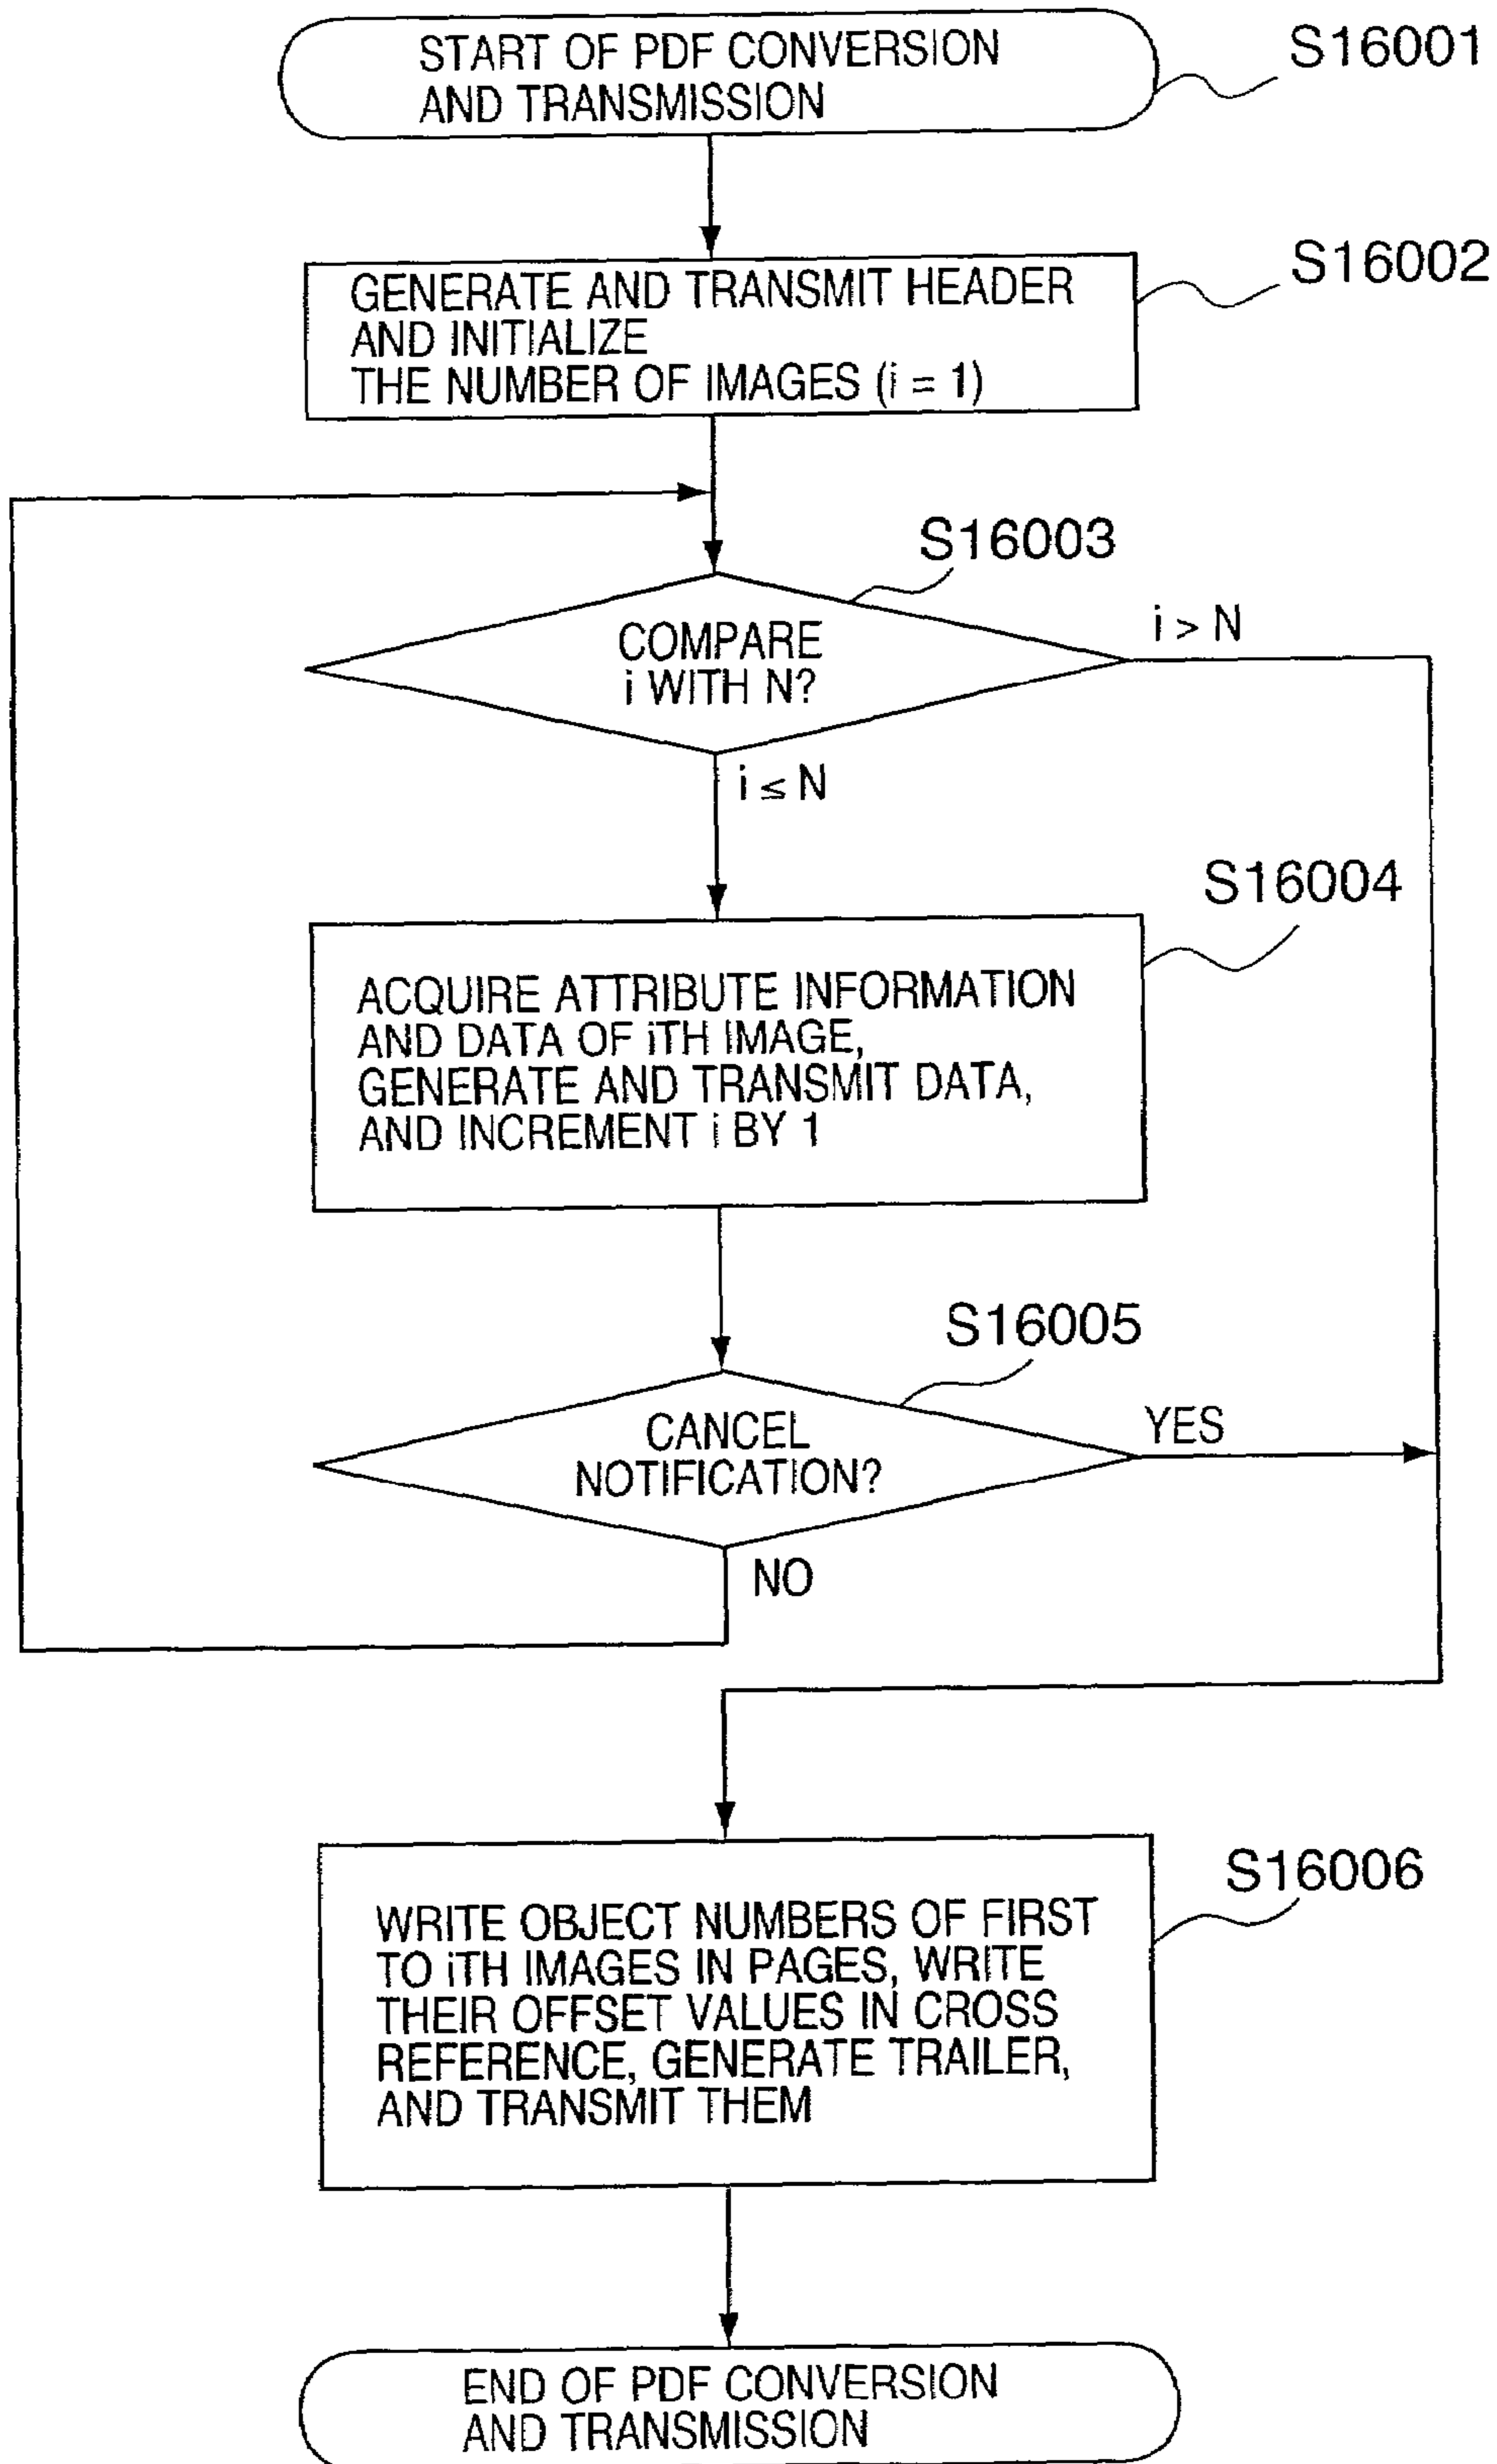 START OF PDF CONVERSION
AND TRANSMISSION
S16001
GENERATE AND TRANSMIT HEADER
AND INITIALIZE
THE NUMBER OF IMAGES (i = 1)
S16002
S16003
COMPARE
i WITH N?
i > N
i ≤ N
S16004
ACQUIRE ATTRIBUTE INFORMATION
AND DATA OF iTH IMAGE,
GENERATE AND TRANSMIT DATA,
AND INCREMENT i BY 1
S16005
CANCEL
NOTIFICATION?
YES
NO
S16006
WRITE OBJECT NUMBERS OF FIRST
TO iTH IMAGES IN PAGES, WRITE
THEIR OFFSET VALUES IN CROSS
REFERENCE, GENERATE TRAILER,
AND TRANSMIT THEM
END OF PDF CONVERSION
AND TRANSMISSION